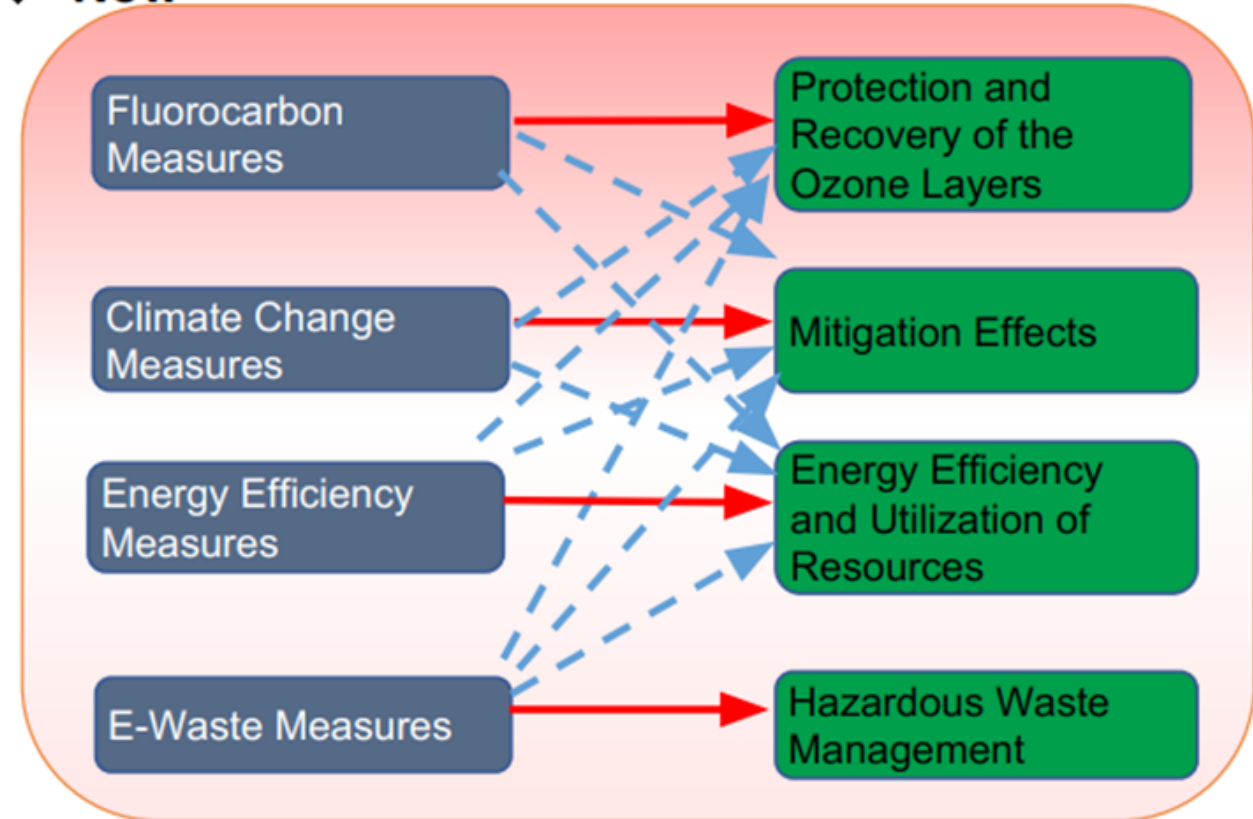 Fluorocarbon
Measures
Protection and
Recovery of the
Ozone Layers
Climate Change
Measures
Mitigation Effects
Energy Efficiency
Measures
Energy Efficiency
and Utilization of
Resources
E-Waste Measures
Hazardous Waste
Management